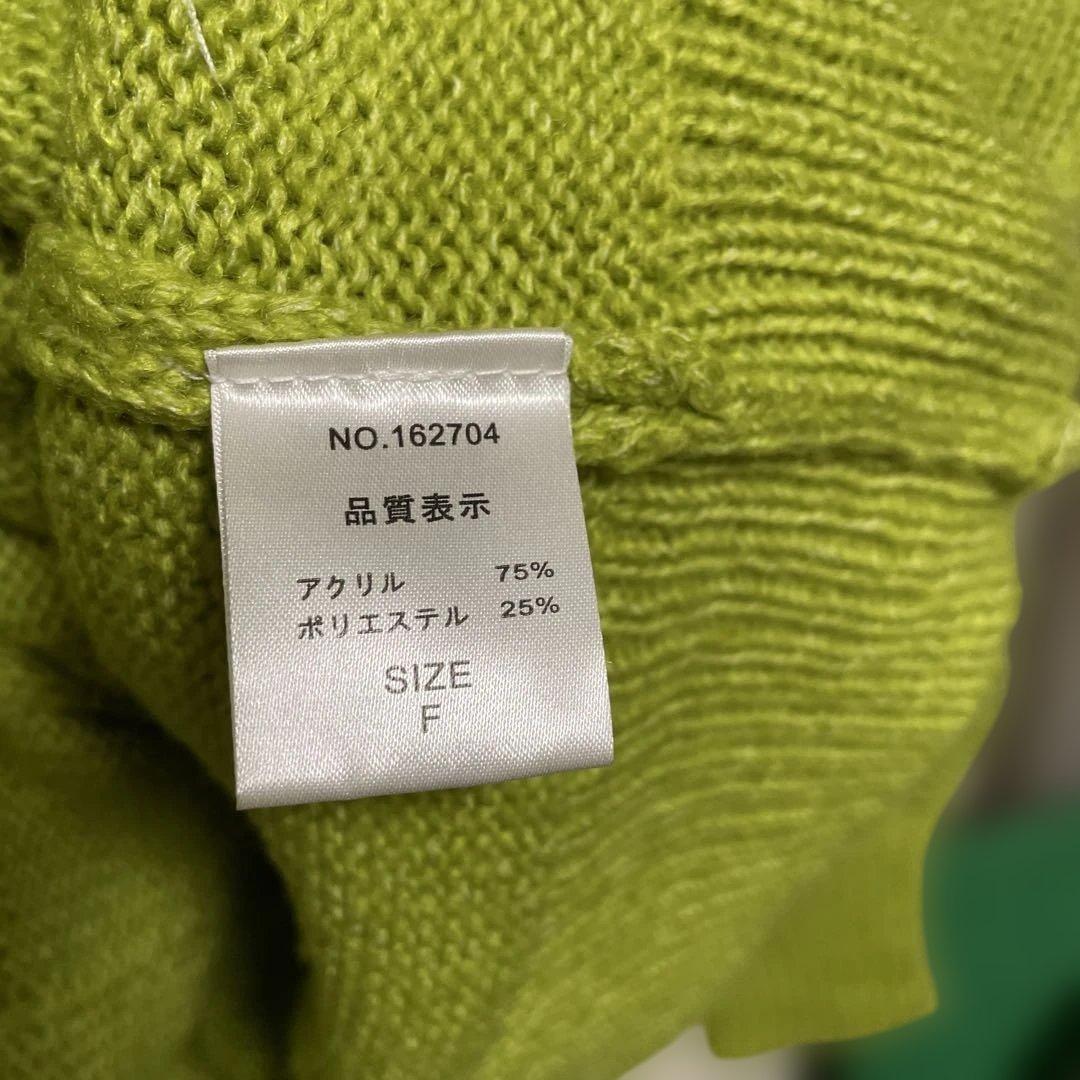 NO.162704
品質表示
アクリル 75%
ポリエステル 25%
SIZE
F